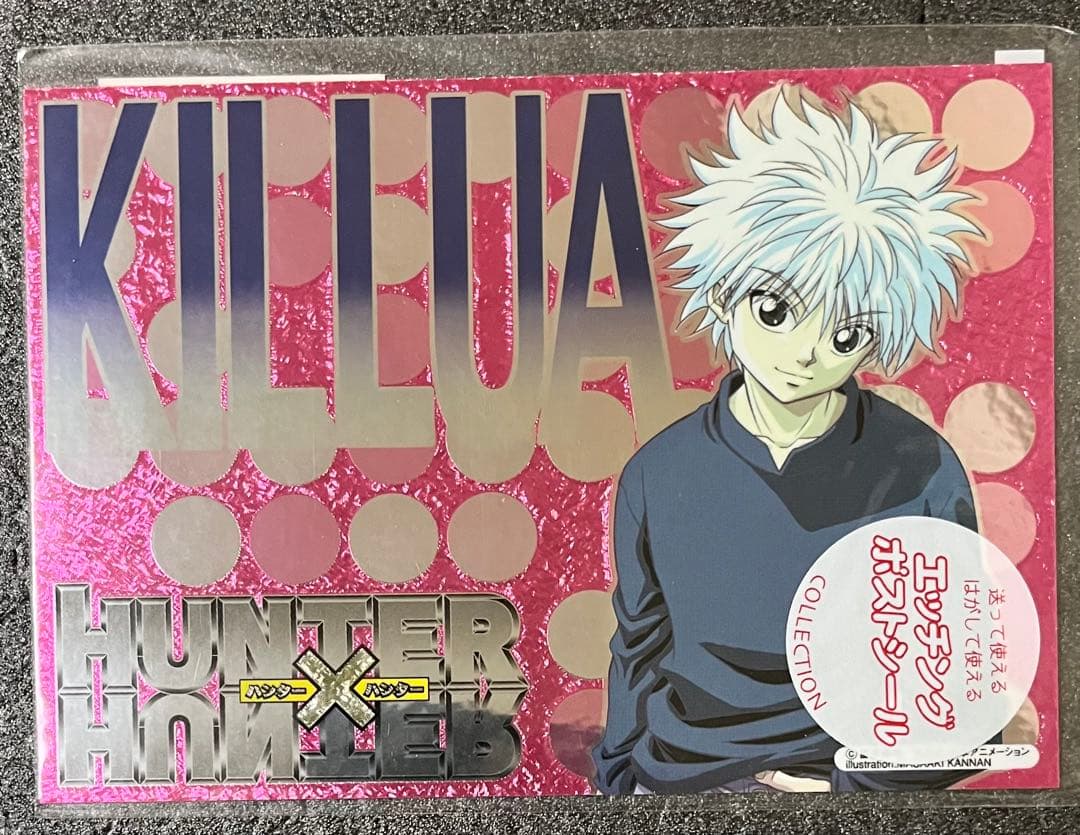 KILLUA
HUNTER
ハンター X ハンター
HUNTER
送って使える
はがして使える
エッチング
ポストシール
COLLECTION
アニメーション
illustration:MASAAKI KANNAN